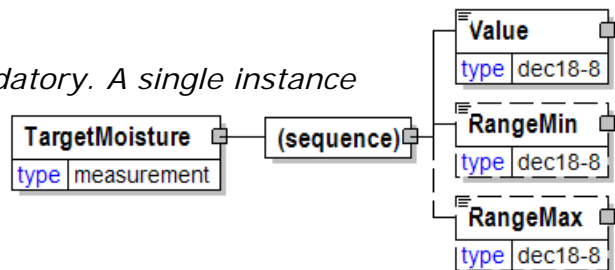 Value
type dec18-8
datory. A single instance
RangeMin
TargetMoisture (sequence)
type dec18-8
type measurement
RangeMax
type dec18-8